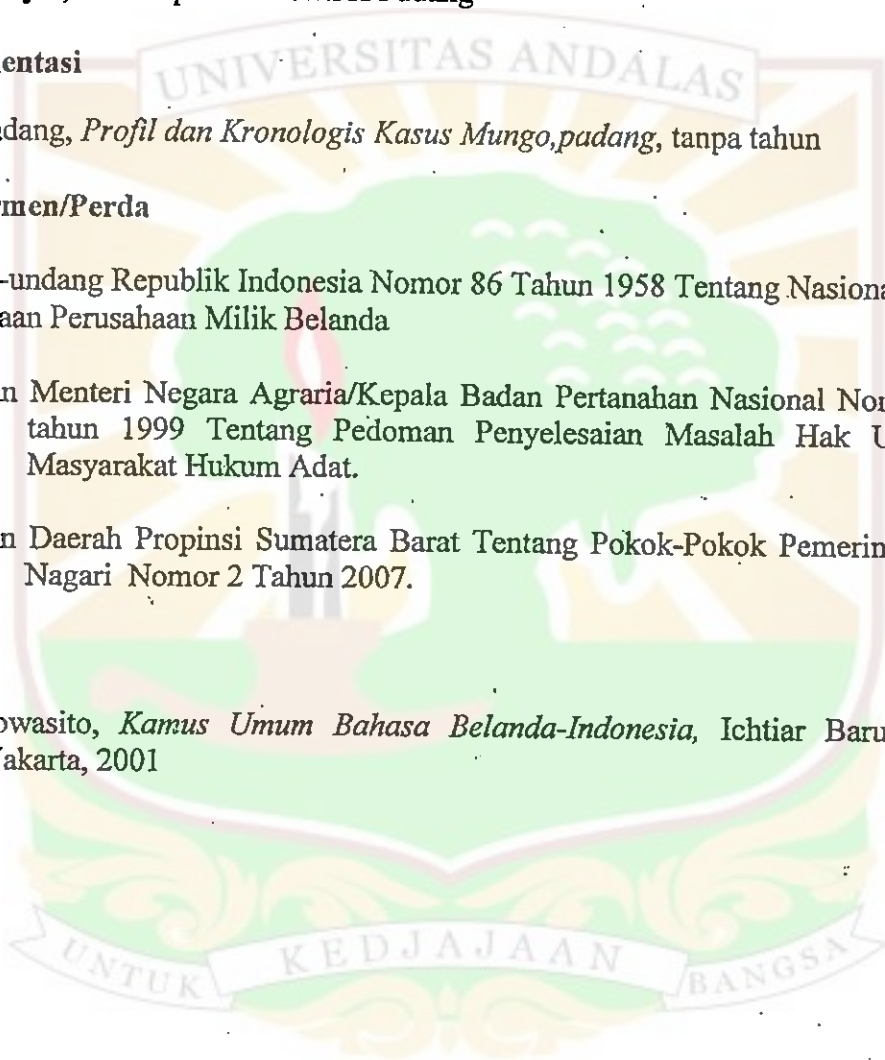 UNIVERSITAS ANDALAS
entasi
dang, Profil dan Kronologis Kasus Mungo,padang, tanpa tahun
rmen/Perda
-undang Republik Indonesia Nomor 86 Tahun 1958 Tentang Nasiona
aan Perusahaan Milik Belanda
n Menteri Negara Agraria/Kepala Badan Pertanahan Nasional Nor
tahun 1999 Tentang Pedoman Penyelesaian Masalah Hak U
Masyarakat Hukum Adat.
n Daerah Propinsi Sumatera Barat Tentang Pokok-Pokok Pemerin
Nagari Nomor 2 Tahun 2007.
owasito, Kamus Umum Bahasa Belanda-Indonesia, Ichtiar Baru
akarta, 2001
UNTUK KEDJAJAAN BANGSA